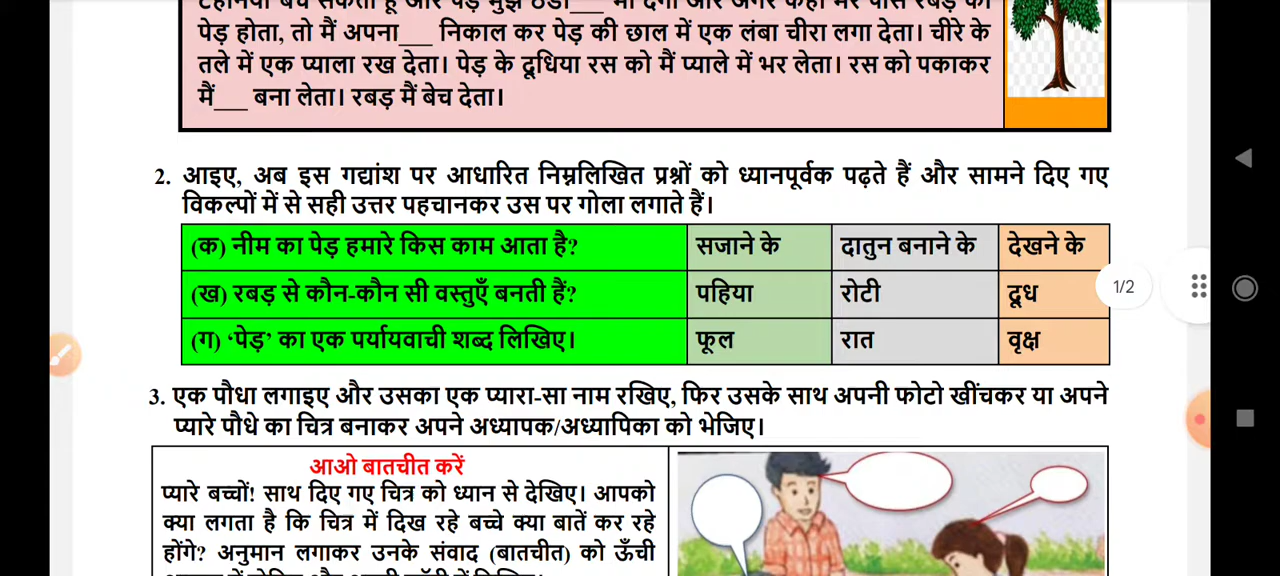 निकाल कर पेड़ की छाल में एक लंबा चीरा लगा देता। चीरे के
पेड़ होता, तो मैं अपना___ निकाल कर पेड़ की छाल में एक लंबा चीरा लगा देता। चीरे के
तले में एक प्याला रख देता। पेड़ के दूधिया रस को मैं प्याले में भर लेता। रस को पकाकर
मैं___ बना लेता। रबड़ मैं बेच देता।
2. आइए, अब इस गद्यांश पर आधारित निम्नलिखित प्रश्नों को ध्यानपूर्वक पढ़ते हैं और सामने दिए गए
विकल्पों में से सही उत्तर पहचानकर उस पर गोला लगाते हैं।
(क) नीम का पेड़ हमारे किस काम आता है? सजाने के दातुन बनाने के देखने के
(ख) रबड़ से कौन-कौन सी वस्तुएँ बनती हैं? पहिया रोटी दूध
1/2
(ग) ‘पेड़’ का एक पर्यायवाची शब्द लिखिए। फूल रात वृक्ष
3. एक पौधा लगाइए और उसका एक प्यारा-सा नाम रखिए, फिर उसके साथ अपनी फोटो खींचकर या अपने
प्यारे पौधे का चित्र बनाकर अपने अध्यापक/अध्यापिका को भेजिए।
आओ बातचीत करें
प्यारे बच्चों! साथ दिए गए चित्र को ध्यान से देखिए। आपको
क्या लगता है कि चित्र में दिख रहे बच्चे क्या बातें कर रहे
होंगे? अनुमान लगाकर उनके संवाद (बातचीत) को ऊँची